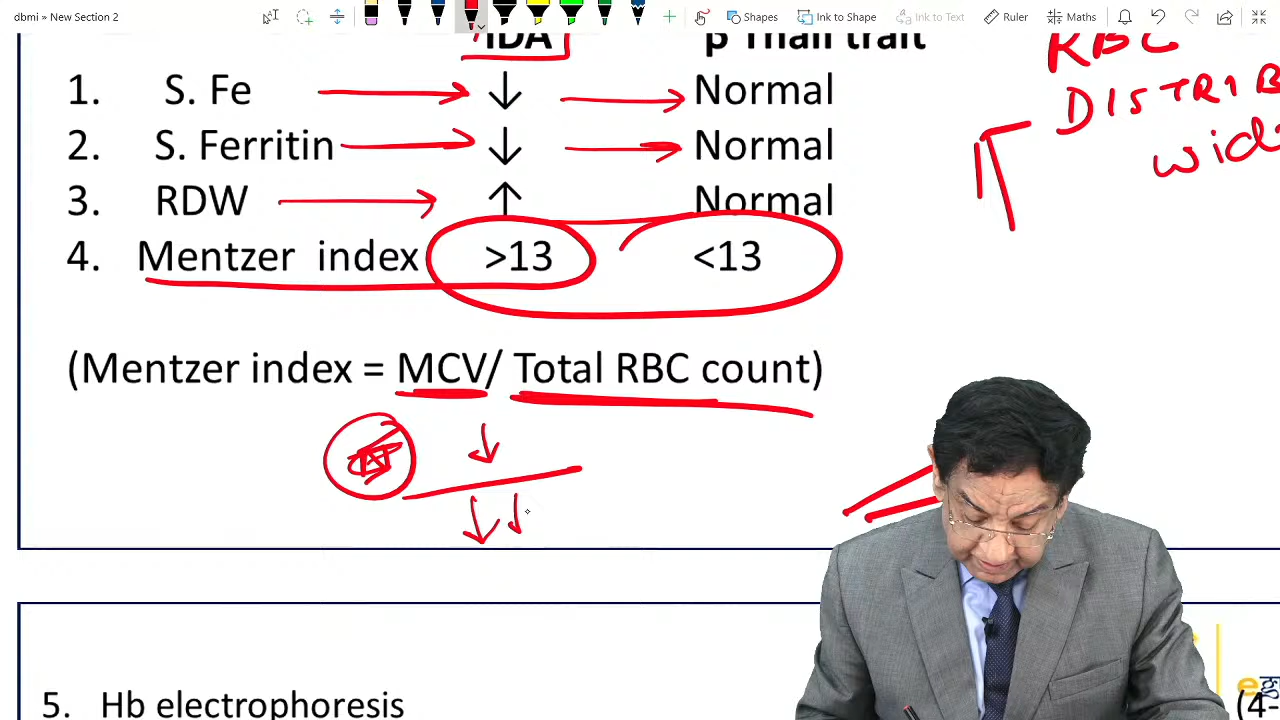 dbmi » New Section 2
Shapes Ink to Shape Ink to Text Ruler Maths
IDA β Thal trait
1. S. Fe → ↓ → Normal
2. S. Ferritin → ↓ → Normal
3. RDW → ↑ Normal
4. Mentzer index >13 <13
(Mentzer index = MCV/ Total RBC count)
↓
↓↓
RBC
DISTRIB
5. Hb electrophoresis
(4-